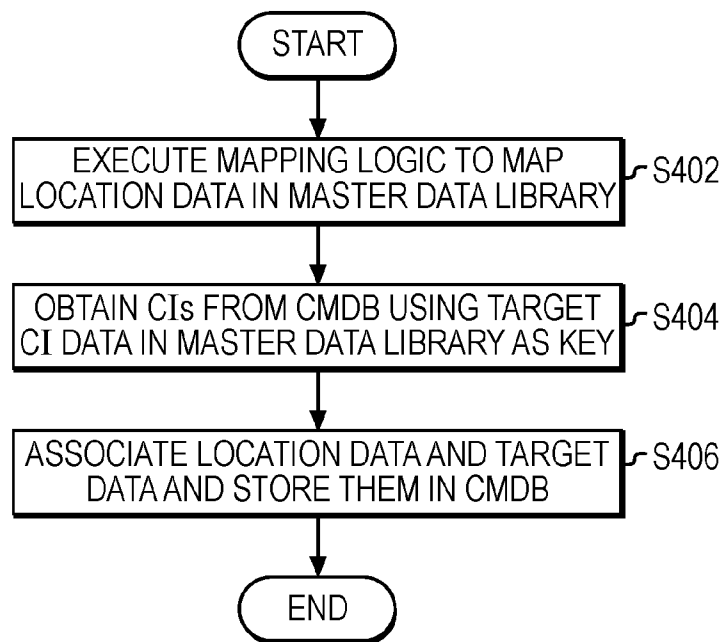 START
EXECUTE MAPPING LOGIC TO MAP
LOCATION DATA IN MASTER DATA LIBRARY
S402
OBTAIN CIs FROM CMDB USING TARGET
CI DATA IN MASTER DATA LIBRARY AS KEY
S404
ASSOCIATE LOCATION DATA AND TARGET
DATA AND STORE THEM IN CMDB
S406
END